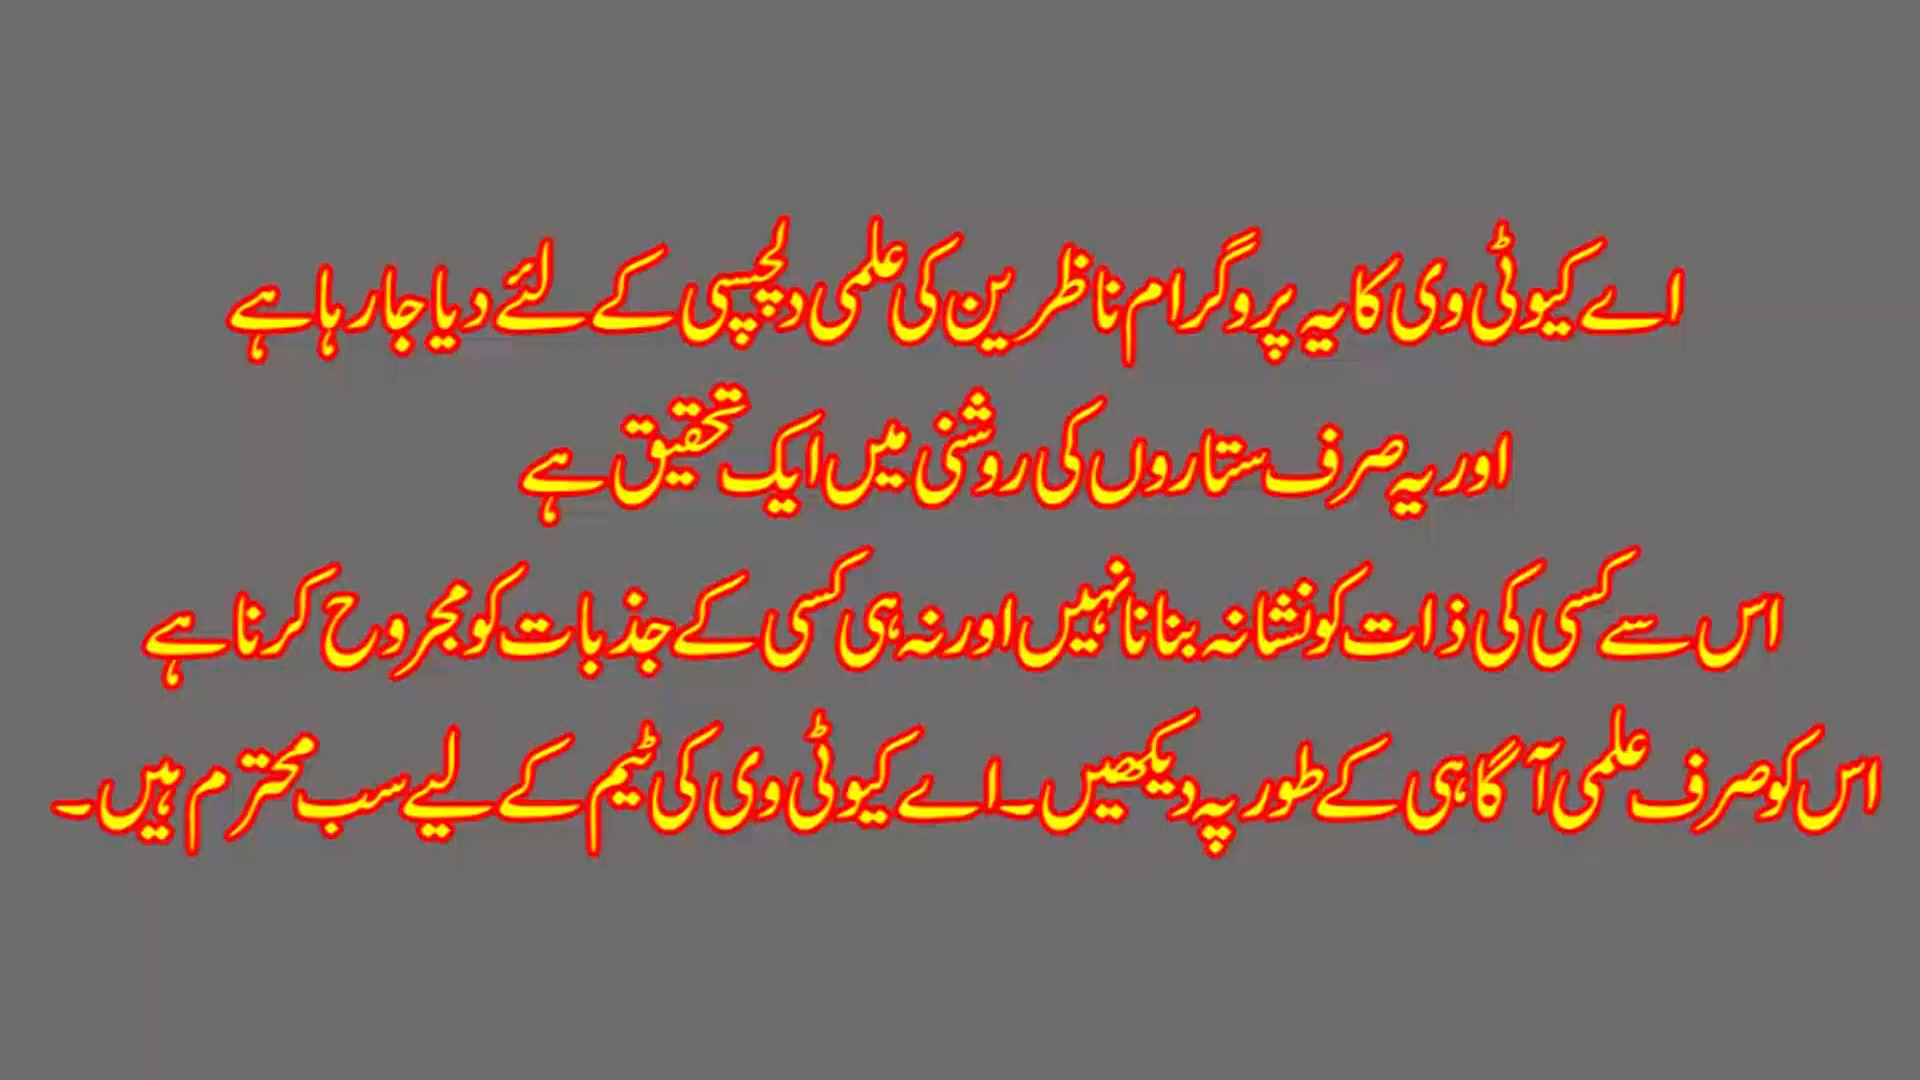 اے کیو ٹی وی کا یہ پروگرام ناظرین کی علمی دلچسپی کے لئے دیا جا رہا ہے
اور یہ صرف ستاروں کی روشنی میں ایک تحقیق ہے
اس سے کسی کی ذات کو نشانہ بنانا نہیں اور نہ ہی کسی کے جذبات کو مجروح کرنا ہے
اس کو صرف علمی آگاہی کے طور پہ دیکھیں۔ اے کیو ٹی وی کی ٹیم کے لیے سب محترم ہیں۔